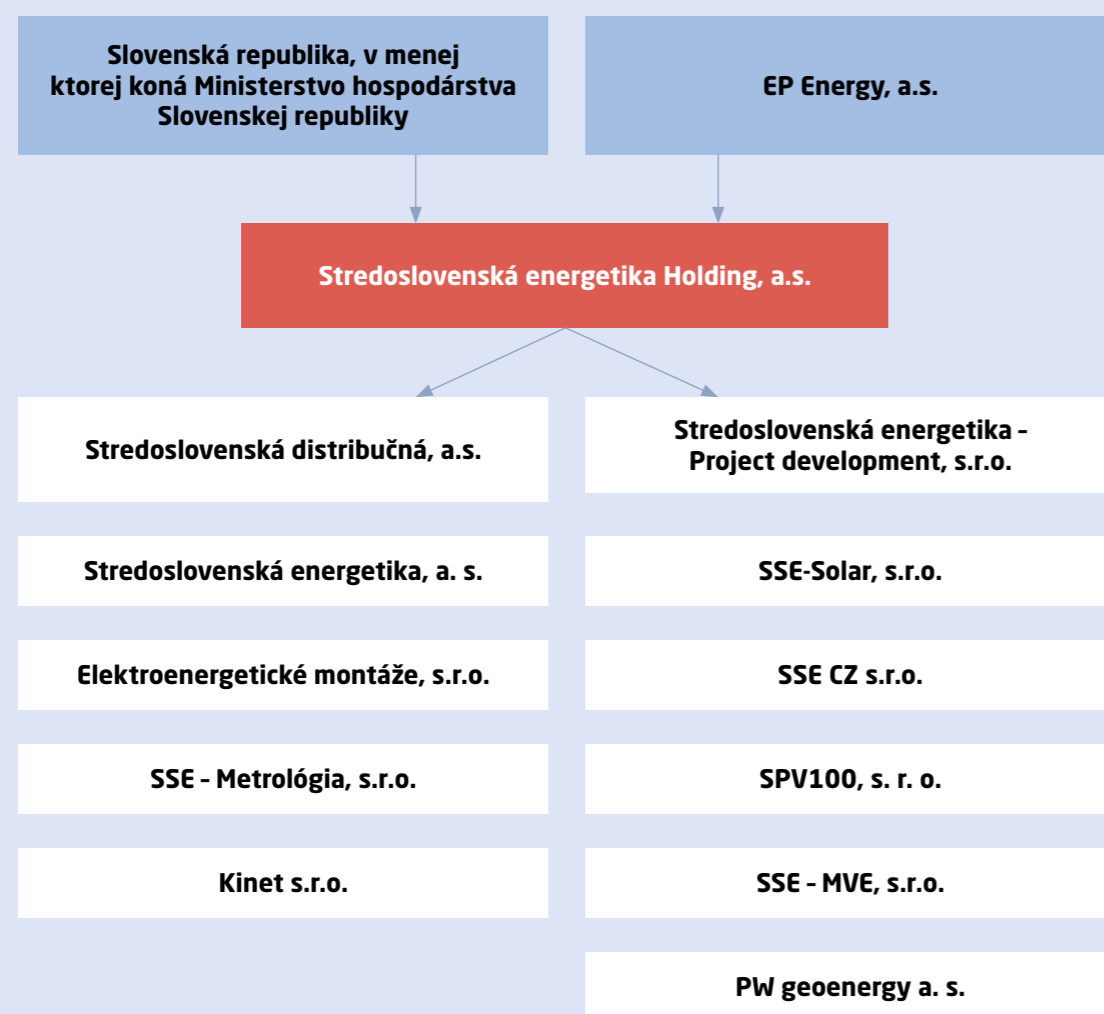 Slovenská republika, v menej
ktorej koná Ministerstvo hospodárstva
Slovenskej republiky
EP Energy, a.s.
Stredoslovenská energetika Holding, a.s.
Stredoslovenská distribučná, a.s.
Stredoslovenská energetika –
Project development, s.r.o.
Stredoslovenská energetika, a. s.
SSE-Solar, s.r.o.
Elektroenergetické montáže, s.r.o.
SSE CZ s.r.o.
SSE – Metrológia, s.r.o.
SPV100, s. r. o.
Kinet s.r.o.
SSE – MVE, s.r.o.
PW geoenergy a. s.